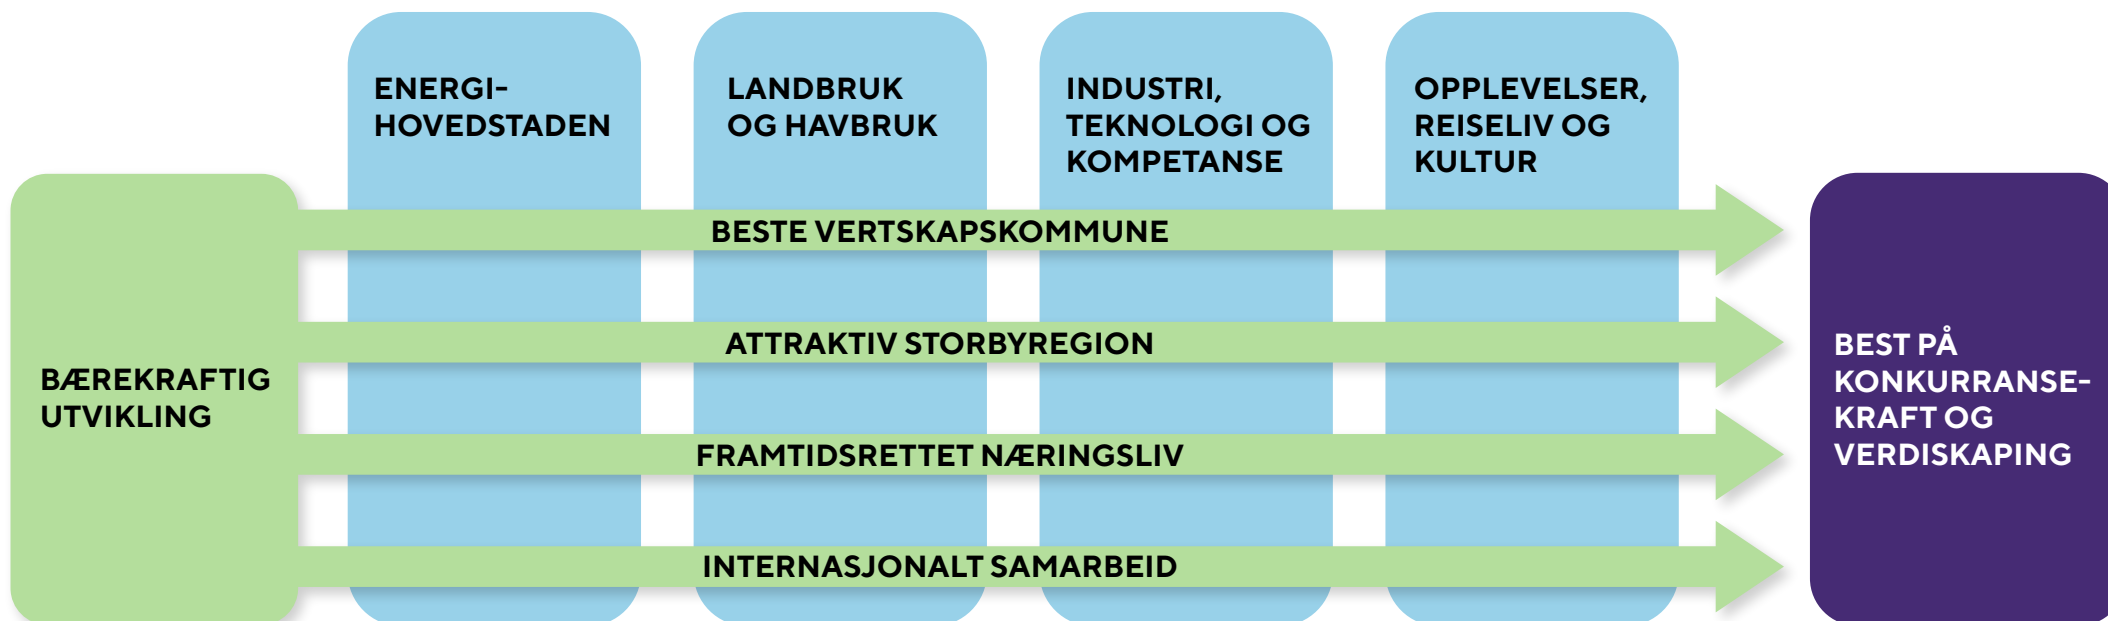 ENERGI-
HOVEDSTADEN
LANDBRUK
OG HAVBRUK
INDUSTRI,
TEKNOLOGI OG
KOMPETANSE
OPPLEVELSER,
REISELIV OG
KULTUR
BÆREKRAFTIG
UTVIKLING
BESTE VERTSKAPSKOMMUNE
ATTRAKTIV STORBYREGION
FRAMTIDSRETTET NÆRINGSLIV
INTERNASJONALT SAMARBEID
BEST PÅ
KONKURRANSE-
KRAFT OG
VERDISKAPING